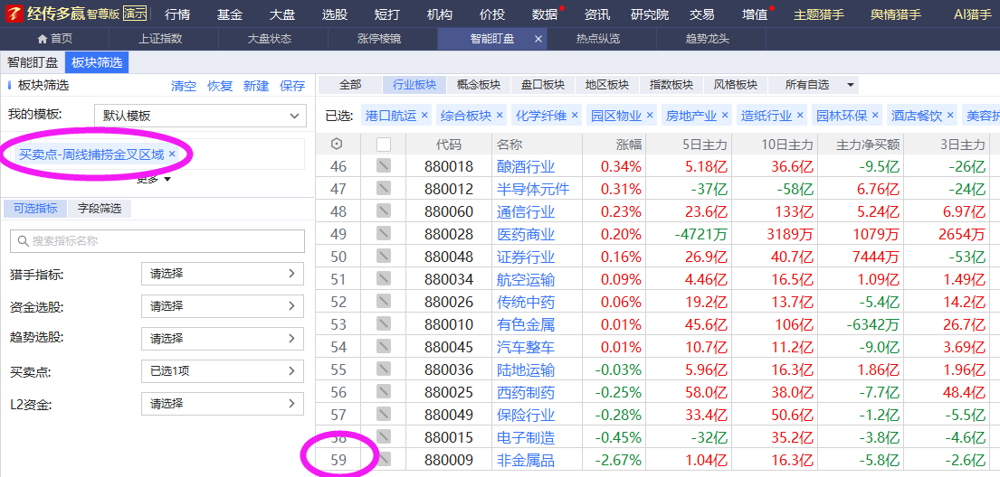 经传多赢 智尊版 演示 行情 基金 大盘 选股 短打 机构 价投 数据 资讯 研究院 交易 增值 主题猎手 舆情猎手 AI猎手
首页 上证指数 大盘状态 涨停棱镜 智能盯盘 × 热点纵览 趋势龙头
智能盯盘 板块筛选
板块筛选 清空 恢复 新建 保存
我的模板: 默认模板
买卖点-周线捕捞金叉区域 ×
更多
可选指标 字段筛选
搜索指标名称
猎手指标: 请选择
资金选股: 请选择
趋势选股: 请选择
买卖点: 已选1项
L2资金: 请选择
全部 行业板块 概念板块 盘口板块 地区板块 指数板块 风格板块 所有自选
已选: 港口航运 × 综合板块 × 化学纤维 × 园区物业 × 房地产业 × 造纸行业 × 园林环保 × 酒店餐饮 × 美容护
代码 名称 涨幅 5日主力 10日主力 主力净买额 3日主力
46 880018 酿酒行业 0.34% 5.18亿 36.6亿 -9.5亿 -26亿
47 880012 半导体元件 0.31% -37亿 -58亿 6.76亿 -24亿
48 880060 通信行业 0.23% 23.6亿 133亿 5.24亿 6.97亿
49 880028 医药商业 0.20% -4721万 3189万 1079万 2654万
50 880048 证券行业 0.16% 26.9亿 40.7亿 7444万 -53亿
51 880034 航空运输 0.09% 4.46亿 16.5亿 1.09亿 1.49亿
52 880026 传统中药 0.06% 19.2亿 13.7亿 -5.4亿 14.2亿
53 880010 有色金属 0.01% 45.6亿 106亿 -6342万 26.7亿
54 880045 汽车整车 0.01% 10.7亿 11.2亿 -9.0亿 3.69亿
55 880036 陆地运输 -0.03% 5.96亿 16.3亿 1.86亿 1.96亿
56 880025 西药制药 -0.25% 58.0亿 38.0亿 -7.7亿 48.4亿
57 880049 保险行业 -0.28% 33.4亿 50.6亿 -1.2亿 -5.5亿
58 880015 电子制造 -0.45% -32亿 35.2亿 -3.8亿 -4.6亿
59 880009 非金属品 -2.67% 1.04亿 16.3亿 -5.8亿 -2.6亿